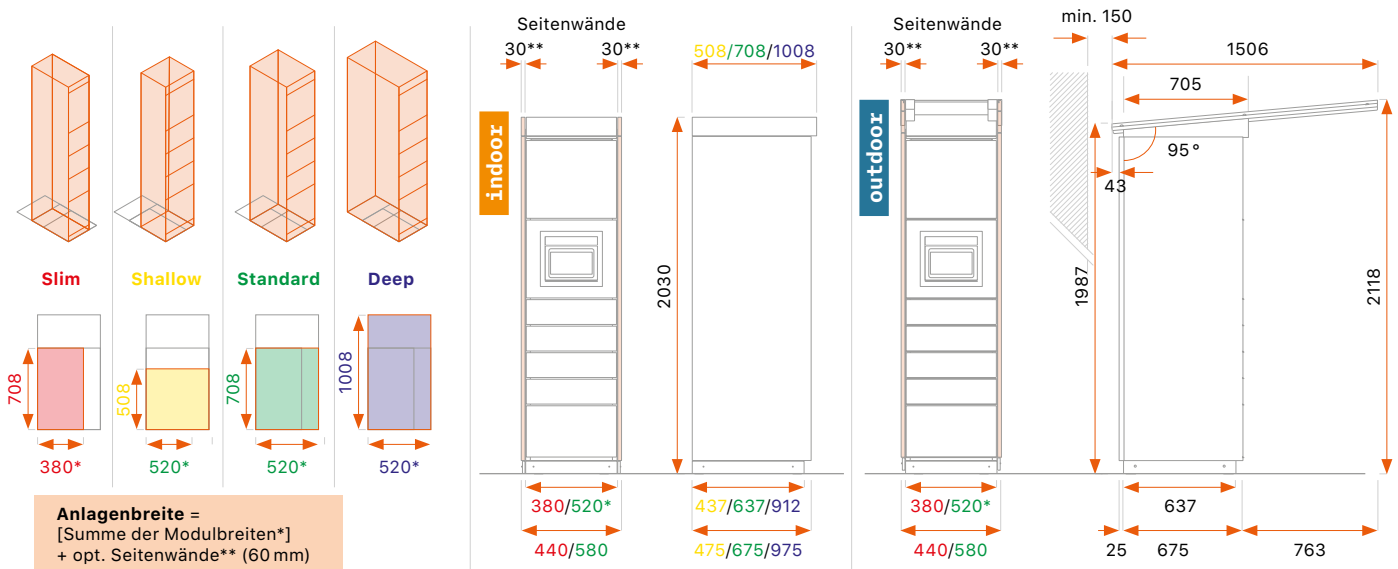 Slim
Shallow
Standard
Deep
708
380*
508
520*
708
520*
1008
520*
Anlagenbreite =
[Summe der Modulbreiten*]
+ opt. Seitenwände** (60 mm)
Seitenwände
30** 30**
508/708/1008
indoor
2030
380/520*
437/637/912
440/580
475/675/975
Seitenwände
30** 30**
min. 150
1506
705
outdoor
95°
43
1987
2118
380/520*
637
440/580
25 675 763